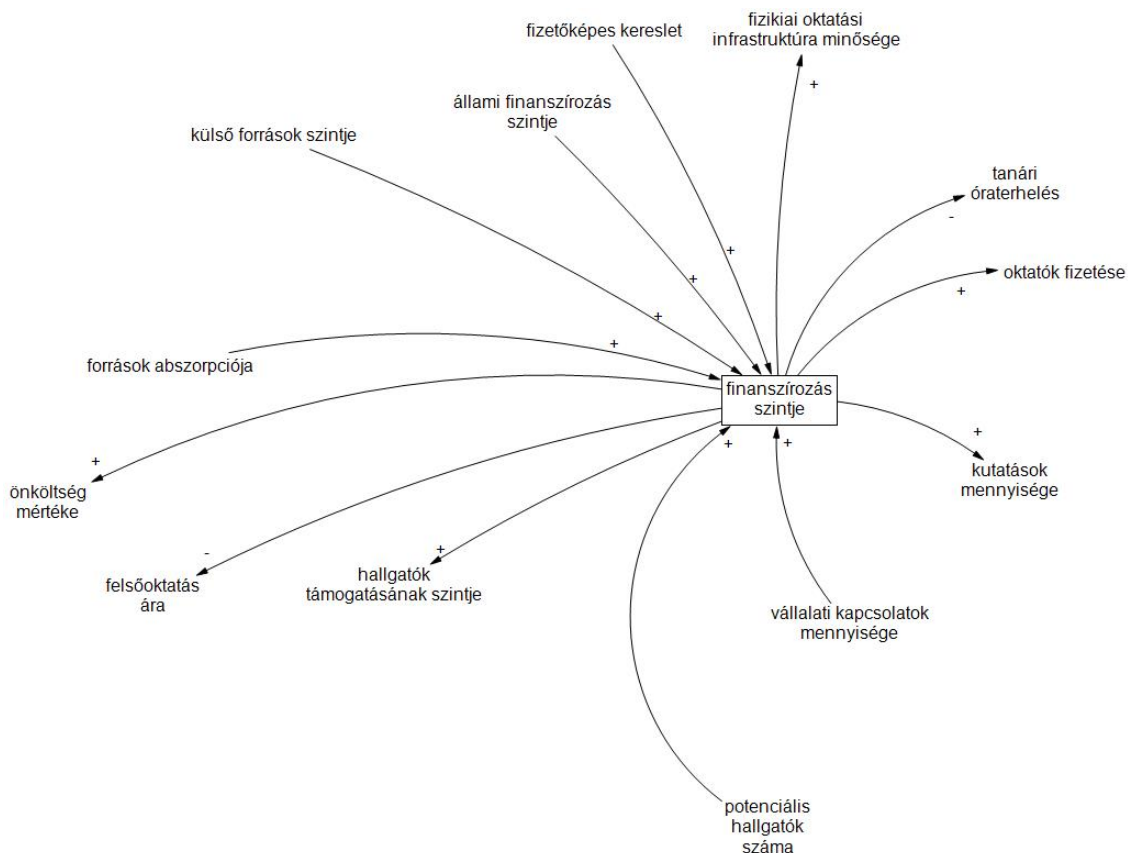 fizikiai oktatási
infrastruktúra minősége
+
fizetőképes kereslet
állami finanszírozás
szintje
külső források szintje
tanári
óraterhelés
-
oktatók fizetése
+
+
+
+
források abszorpciója
+
finanszírozás
szintje
+
önköltség
mértéke
-
felsőoktatás
ára
+
hallgatók
támogatásának szintje
+
+
+
kutatások
mennyisége
vállalati kapcsolatok
mennyisége
potenciális
hallgatók
száma